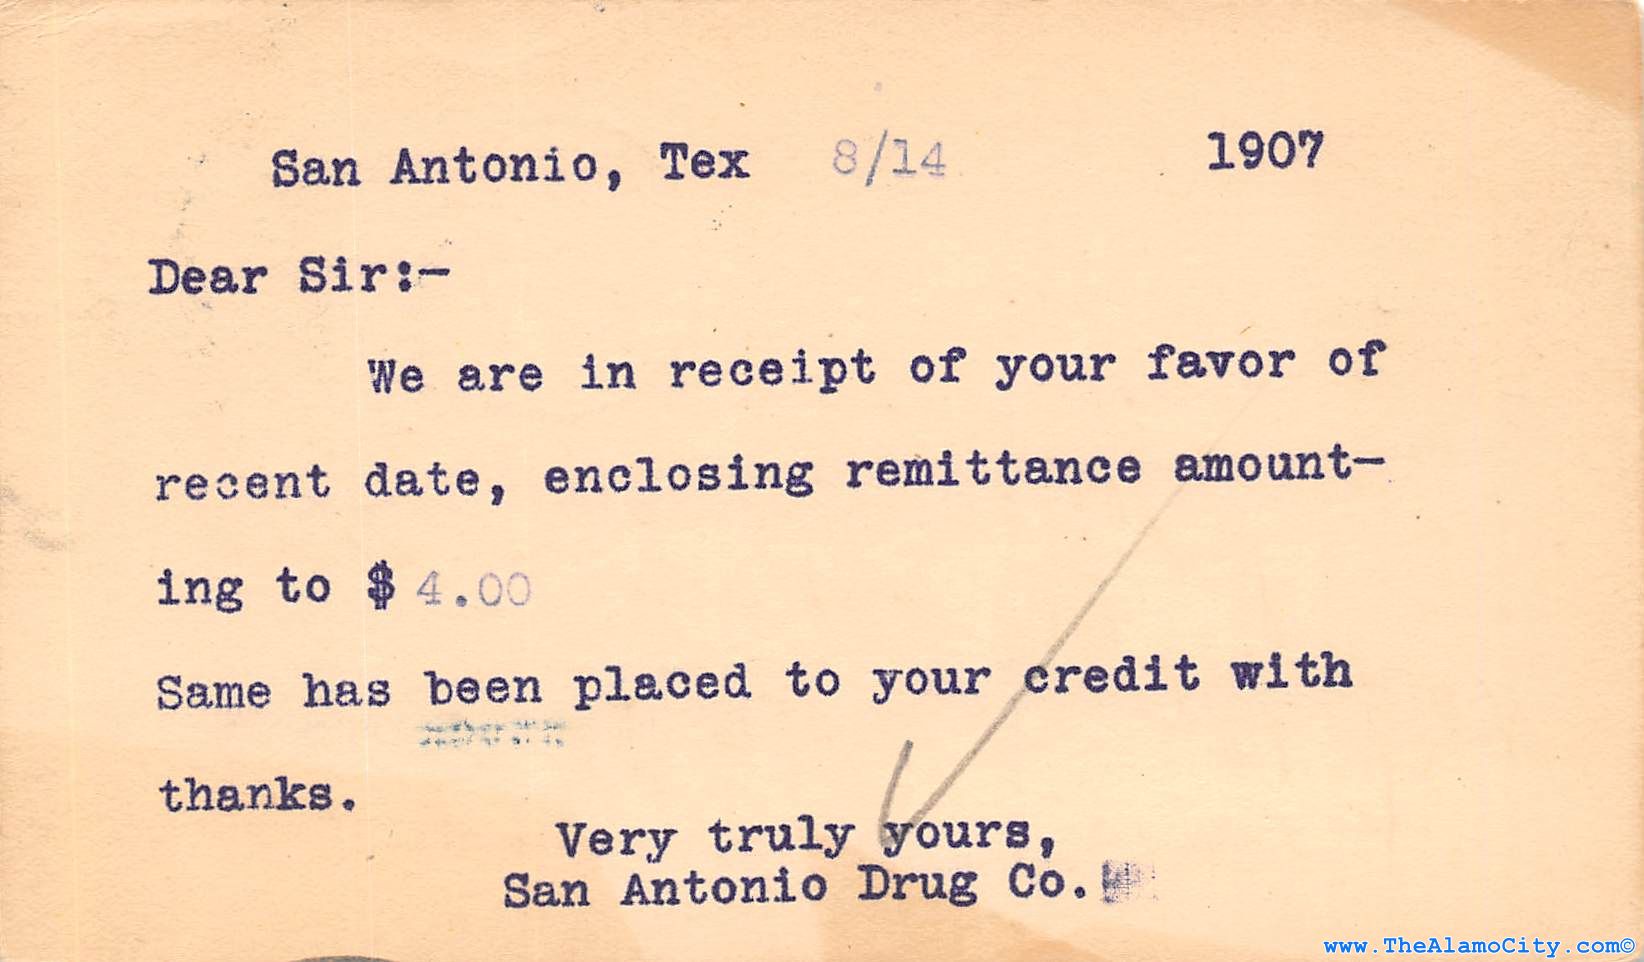 San Antonio, Tex 8/14 1907
Dear Sir:-
We are in receipt of your favor of
recent date, enclosing remittance amount-
ing to $ 4.00
Same has been placed to your credit with
thanks.
Very truly yours,
San Antonio Drug Co.
www.TheAlamoCity.com©